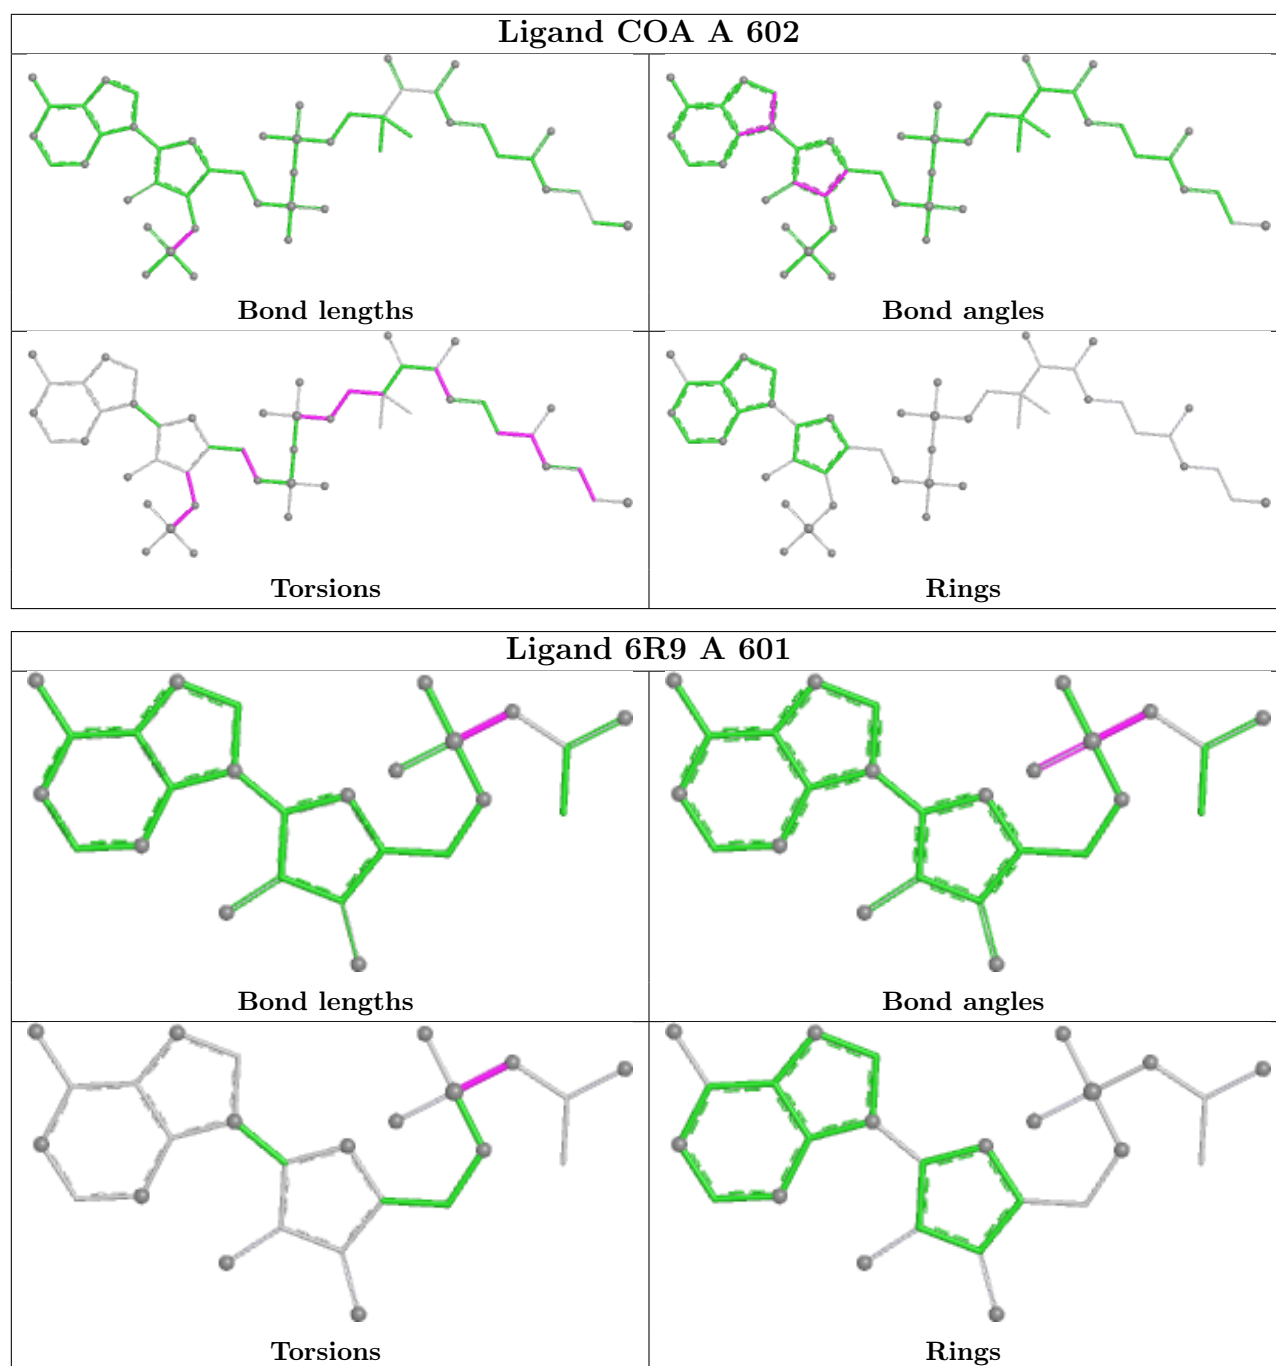 Ligand COA A 602
Bond lengths
Bond angles
Torsions
Rings
Ligand 6R9 A 601
Bond lengths
Bond angles
Torsions
Rings